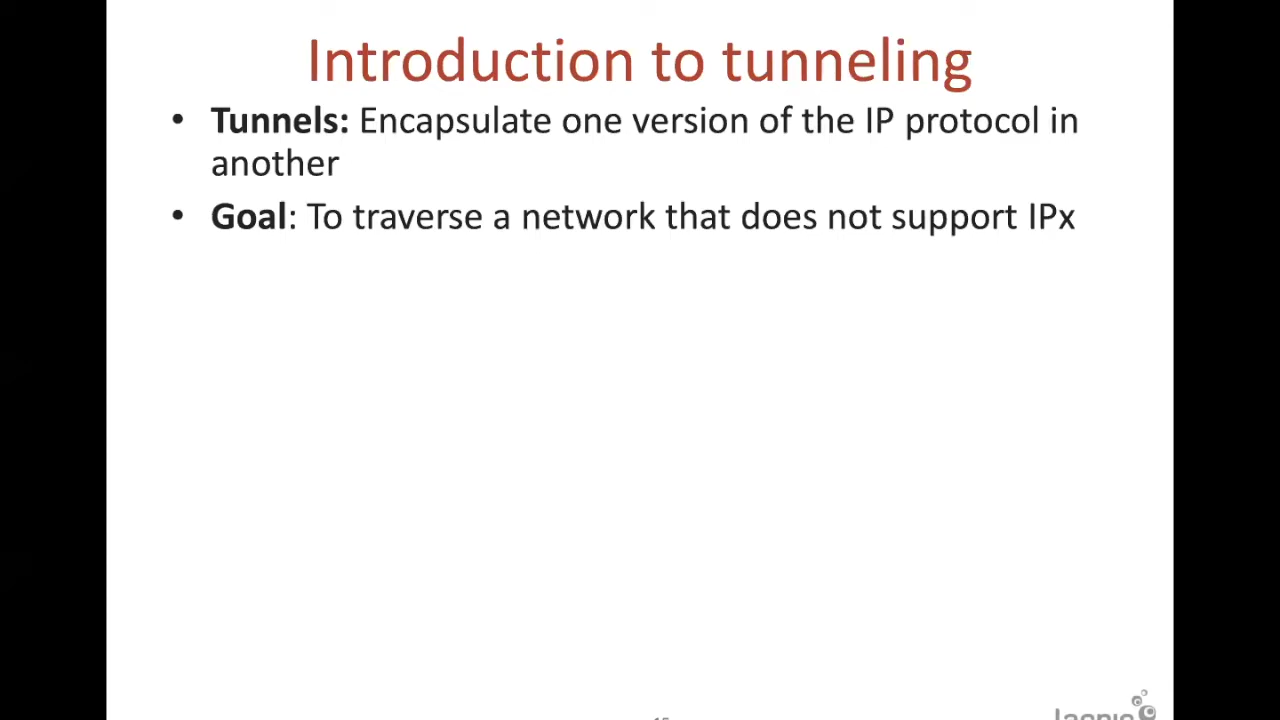 Introduction to tunneling
• Tunnels: Encapsulate one version of the IP protocol in
another
• Goal: To traverse a network that does not support IPx